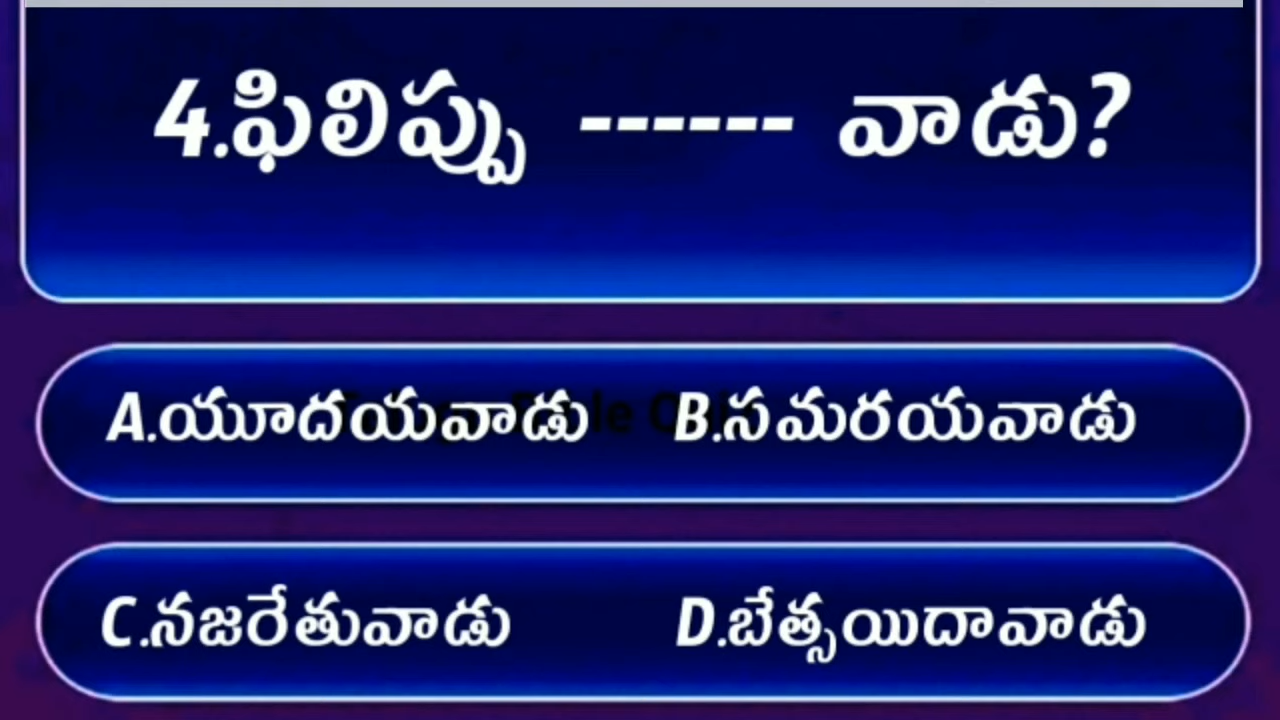 4.ఫిలిప్పు ------ వాడు?
A.యూదయవాడు B.సమరయవాడు
C.నజరేతువాడు D.బేత్సయిదావాడు